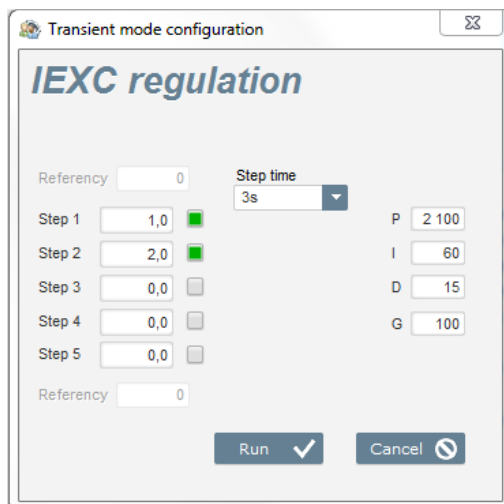 Transient mode configuration
IEXC regulation
Referency 0
Step time
3s
Step 1 1,0
Step 2 2,0
Step 3 0,0
Step 4 0,0
Step 5 0,0
Referency 0
P 2 100
I 60
D 15
G 100
Run
Cancel